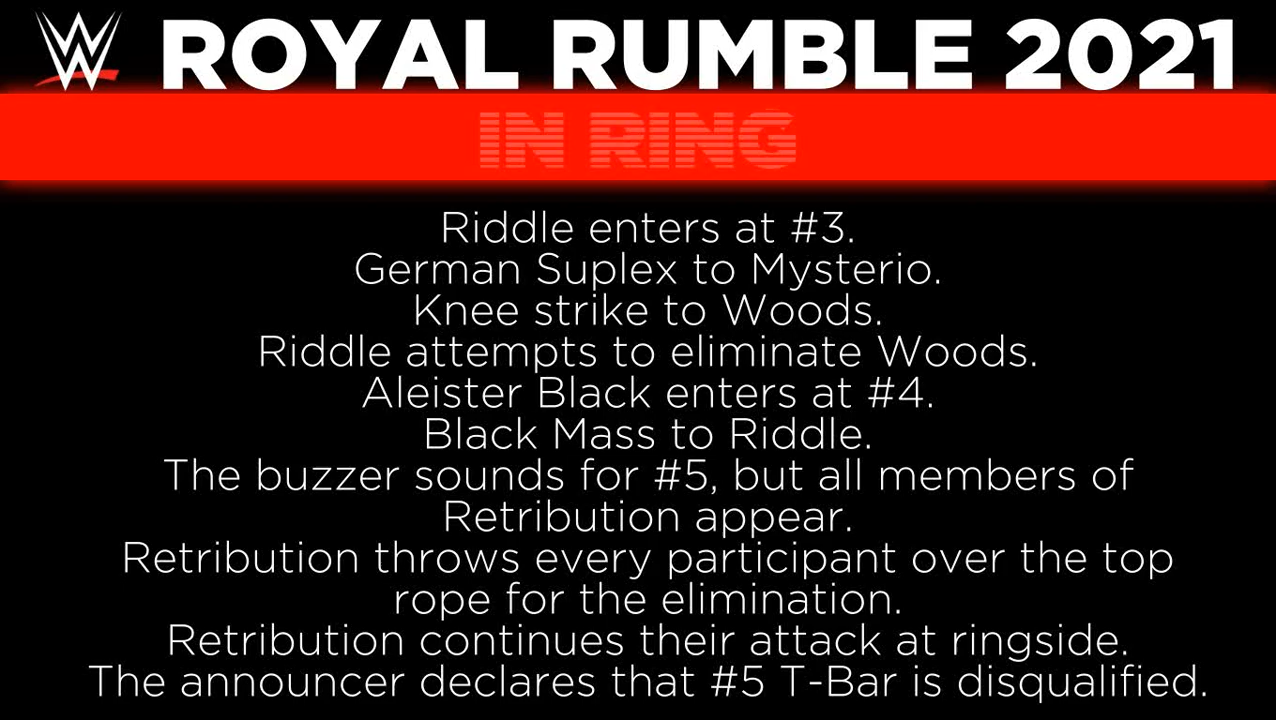 W
ROYAL RUMBLE 2021
IN RING
Riddle enters at #3.
German Suplex to Mysterio.
Knee strike to Woods.
Riddle attempts to eliminate Woods.
Aleister Black enters at #4.
Black Mass to Riddle.
The buzzer sounds for #5, but all members of
Retribution appear.
Retribution throws every participant over the top
rope for the elimination.
Retribution continues their attack at ringside.
The announcer declares that #5 T-Bar is disqualified.